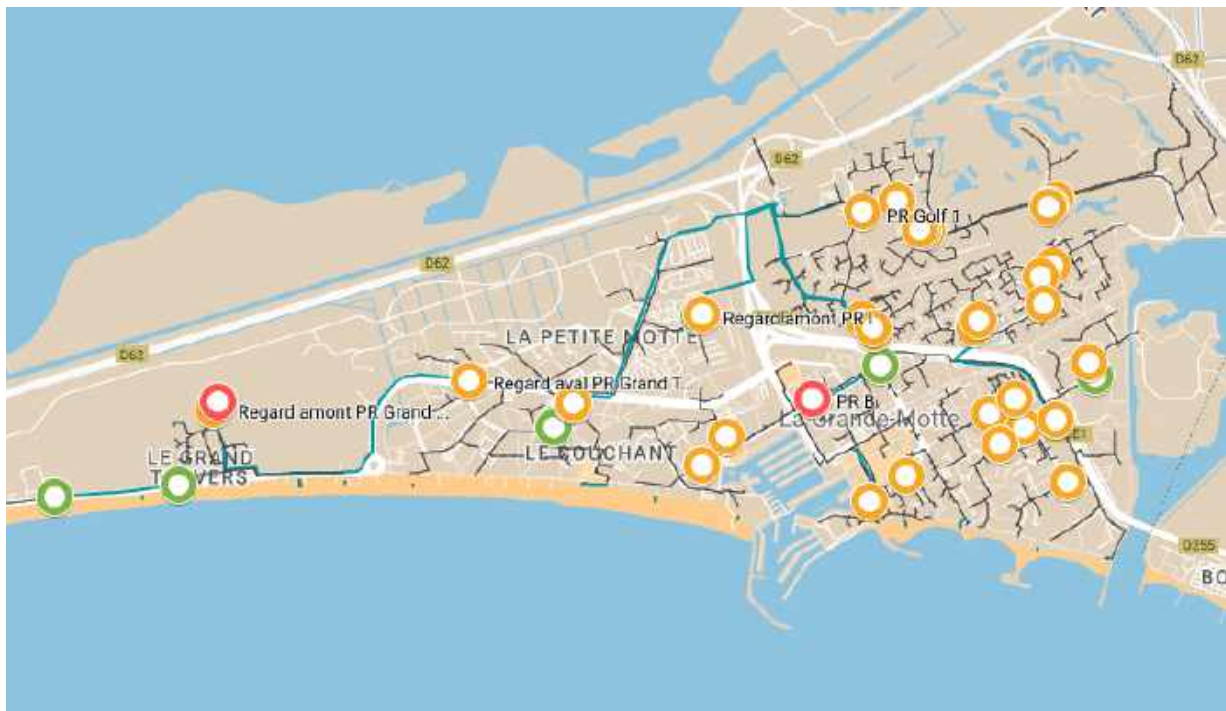 D62
D62
PR Golf 1
D62
Regard amont PR
LA PETITE MOTTE
D62
Regard aval PR Grand T...
Regard amont PR Grand ...
PR B
La Grande-Motte
LE GRAND
TRAVERS
LE COUCHANT
D255
BO